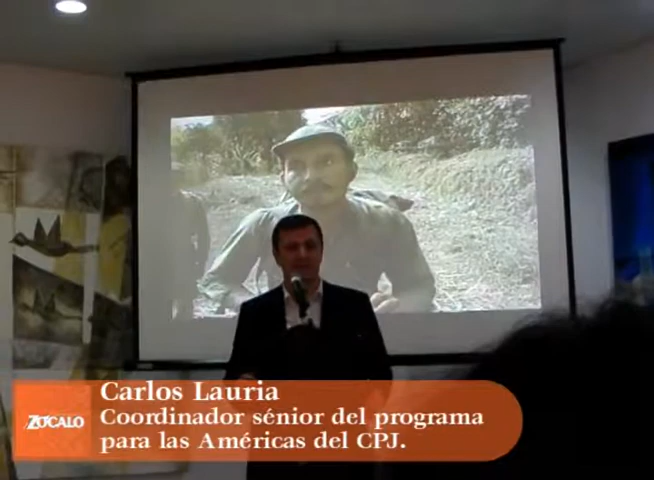 Carlos Lauria
ZÓCALO
Coordinador sénior del programa
para las Américas del CPJ.